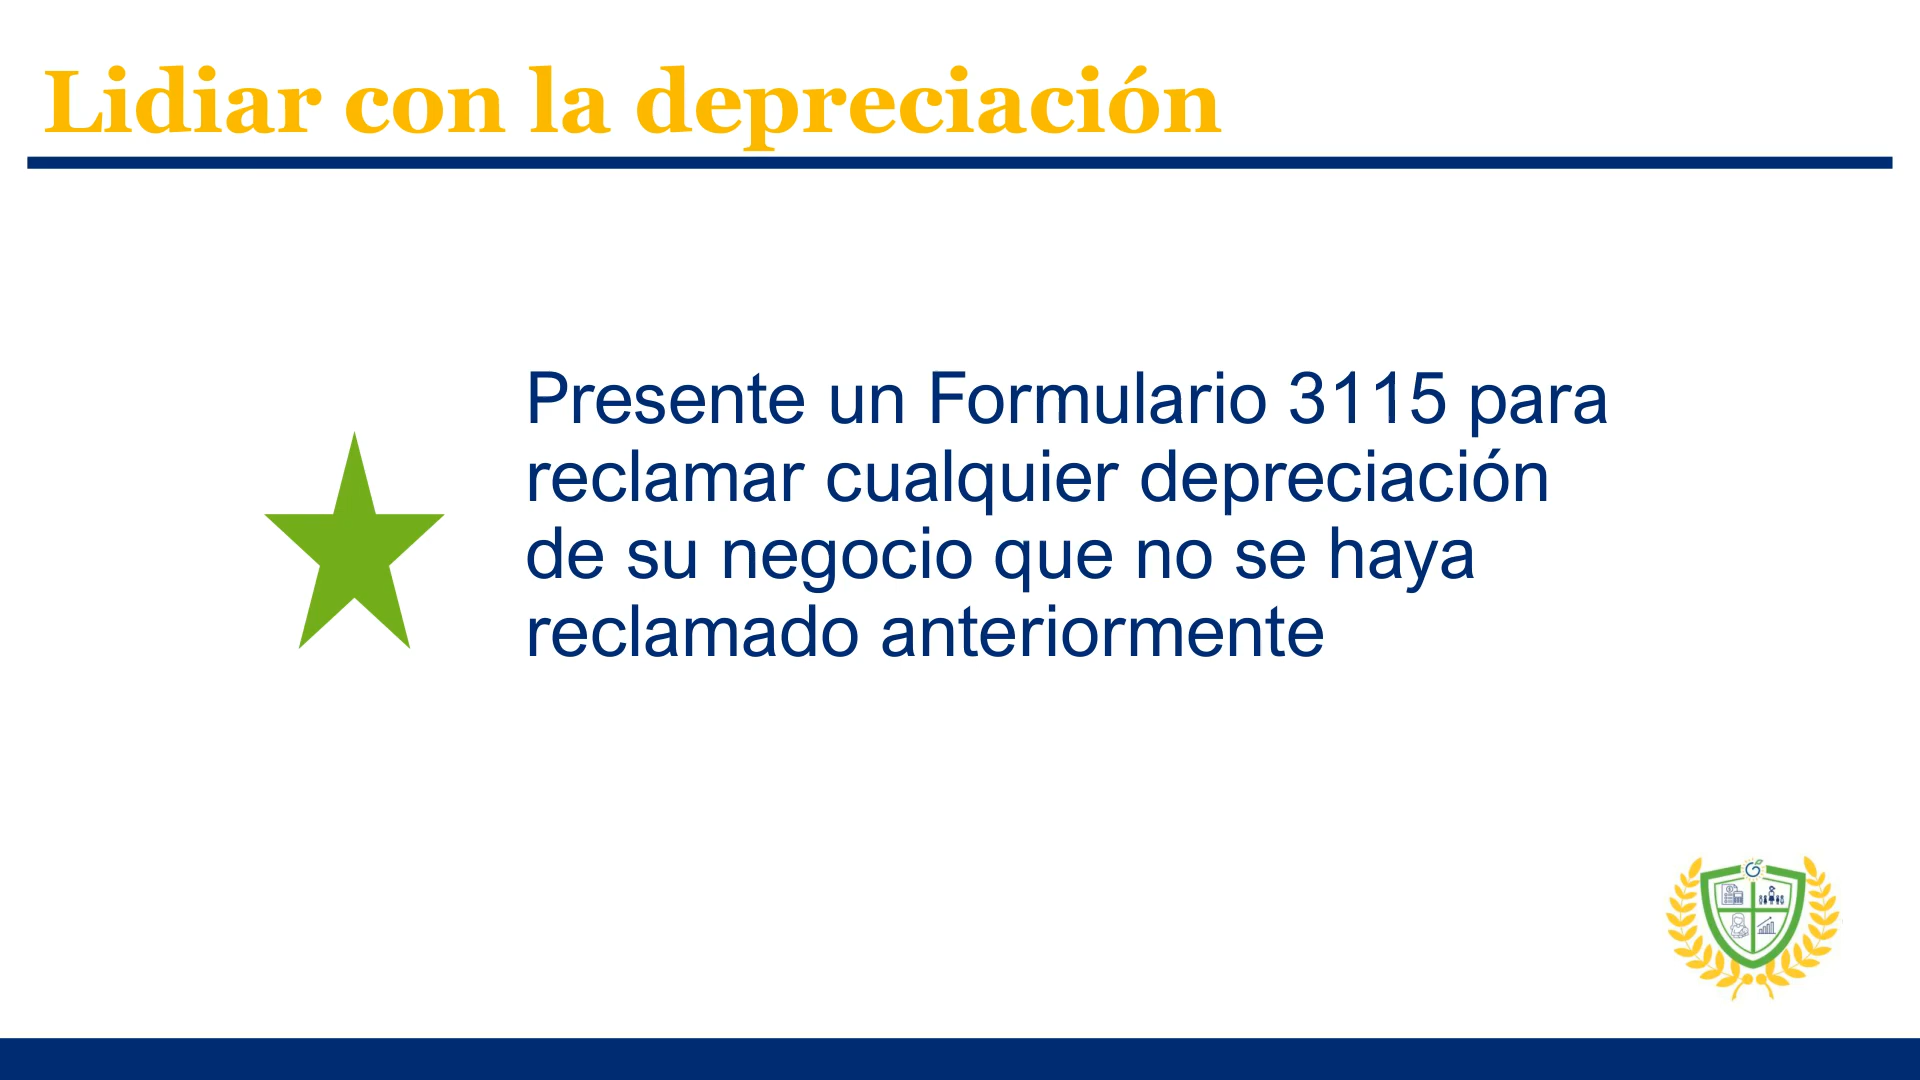 Lidiar con la depreciación
Presente un Formulario 3115 para
reclamar cualquier depreciación
de su negocio que no se haya
reclamado anteriormente